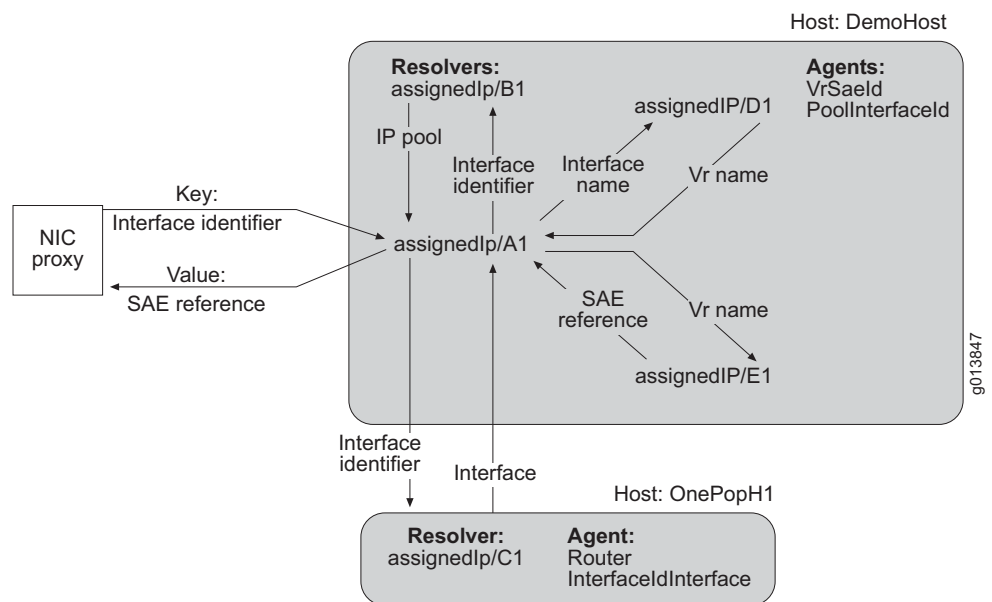 Host: DemoHost
Resolvers:
assignedIp/B1
Agents:
VrSaeId
PoolInterfaceId
assignedIP/D1
IP pool
Interface
identifier
Interface
name
Vr name
Key:
Interface identifier
NIC
proxy
assignedIp/A1
Value:
SAE reference
SAE
reference
Vr name
assignedIP/E1
g013847
Interface
identifier
Interface
Host: OnePopH1
Resolver:
assignedIp/C1
Agent:
Router
InterfaceIdInterface